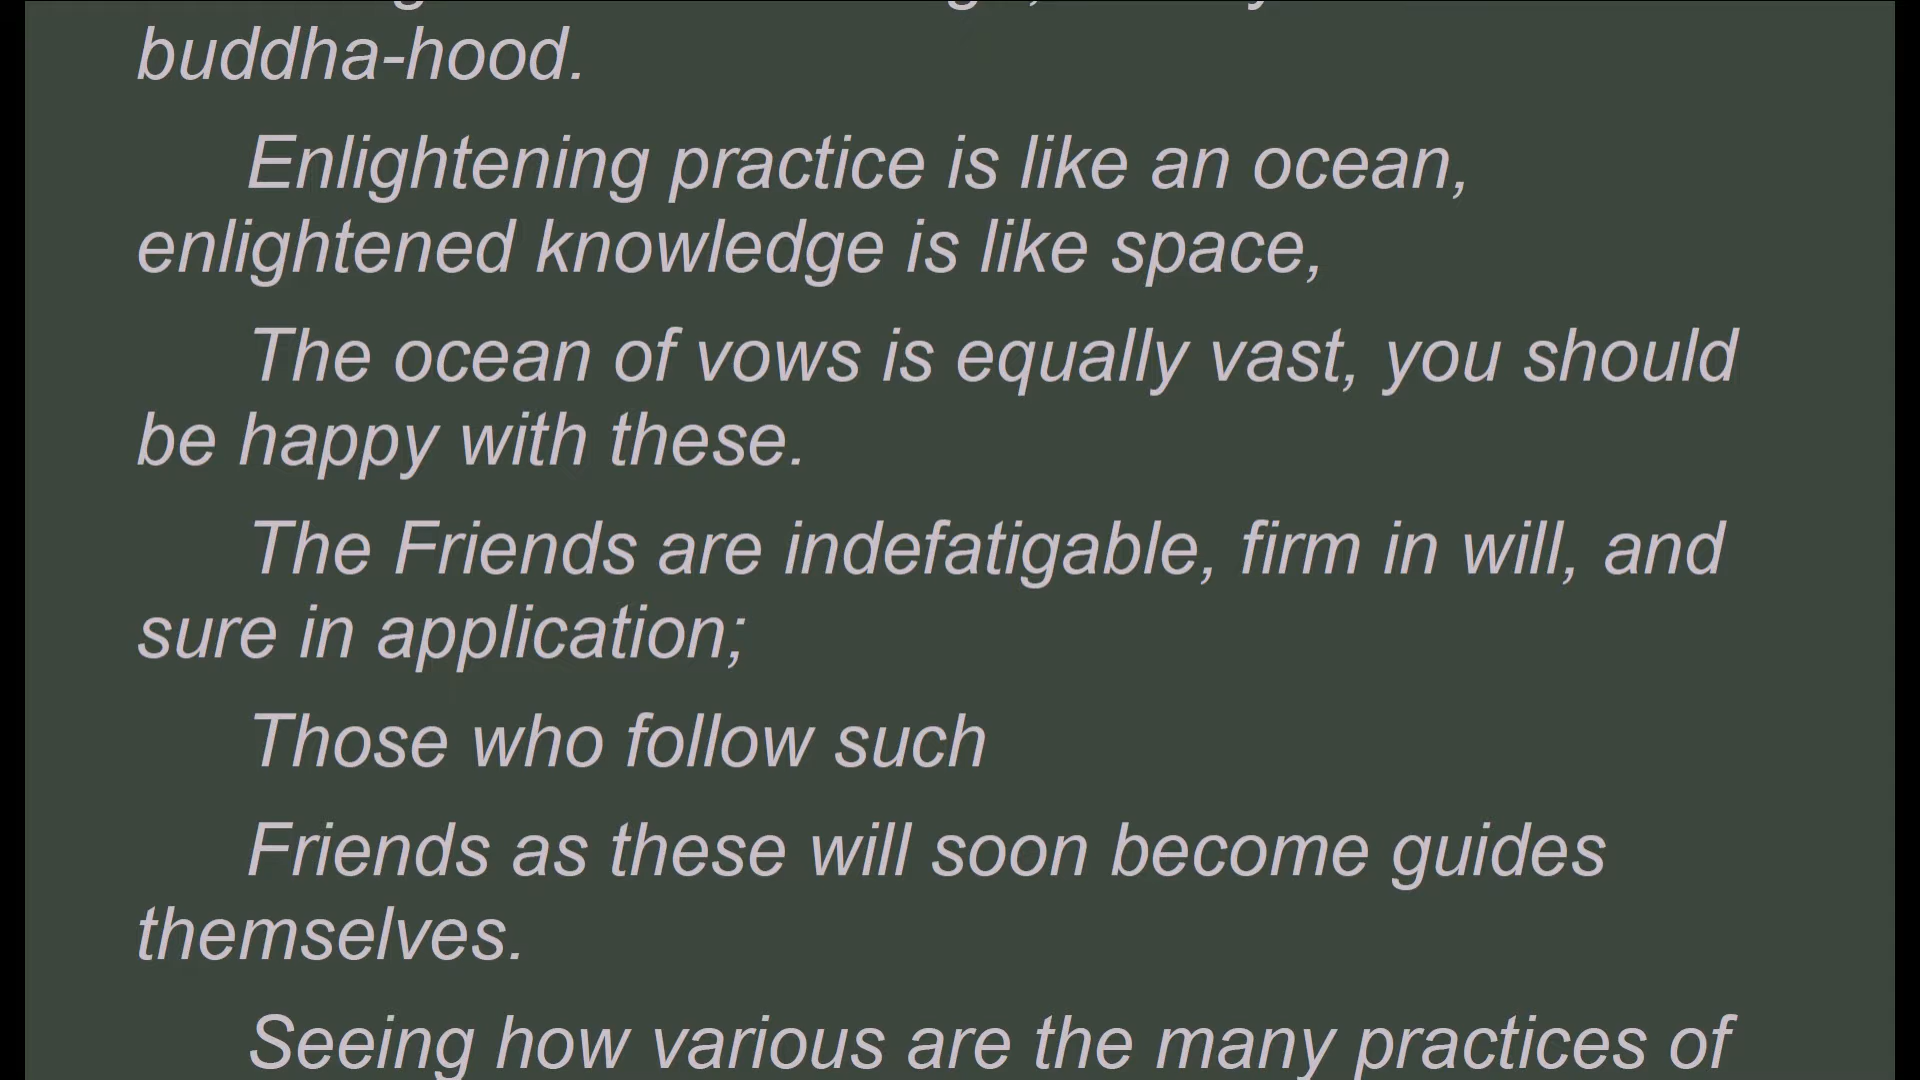 buddha-hood.
Enlightening practice is like an ocean,
enlightened knowledge is like space,
The ocean of vows is equally vast, you should
be happy with these.
The Friends are indefatigable, firm in will, and
sure in application;
Those who follow such
Friends as these will soon become guides
themselves.
Seeing how various are the many practices of